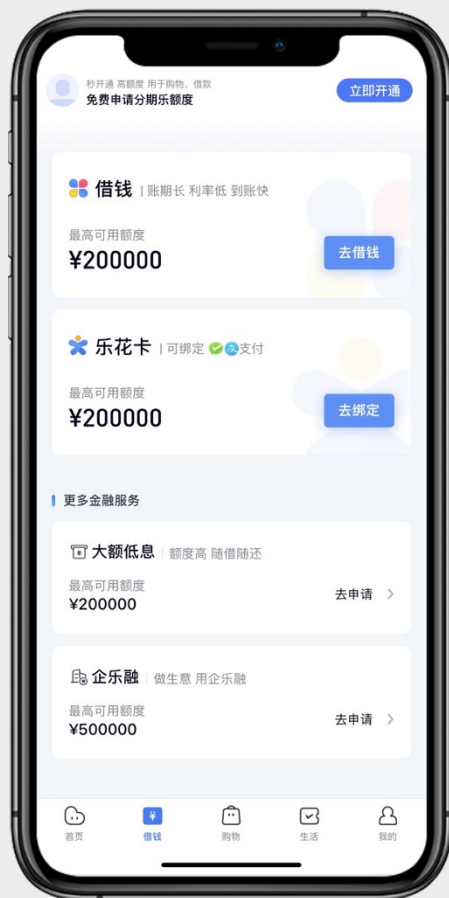 秒开通 高额度 用于购物、借款
免费申请分期乐额度
立即开通
借钱 | 账期长 利率低 到账快
最高可用额度
¥200000
去借钱
乐花卡 | 可绑定 支 支付
最高可用额度
¥200000
去绑定
更多金融服务
¥ 大额低息 | 额度高 随借随还
最高可用额度
¥200000
去申请
企乐融 | 做生意 用企乐融
最高可用额度
¥500000
去申请
¥
首页 借钱 购物 生活 我的